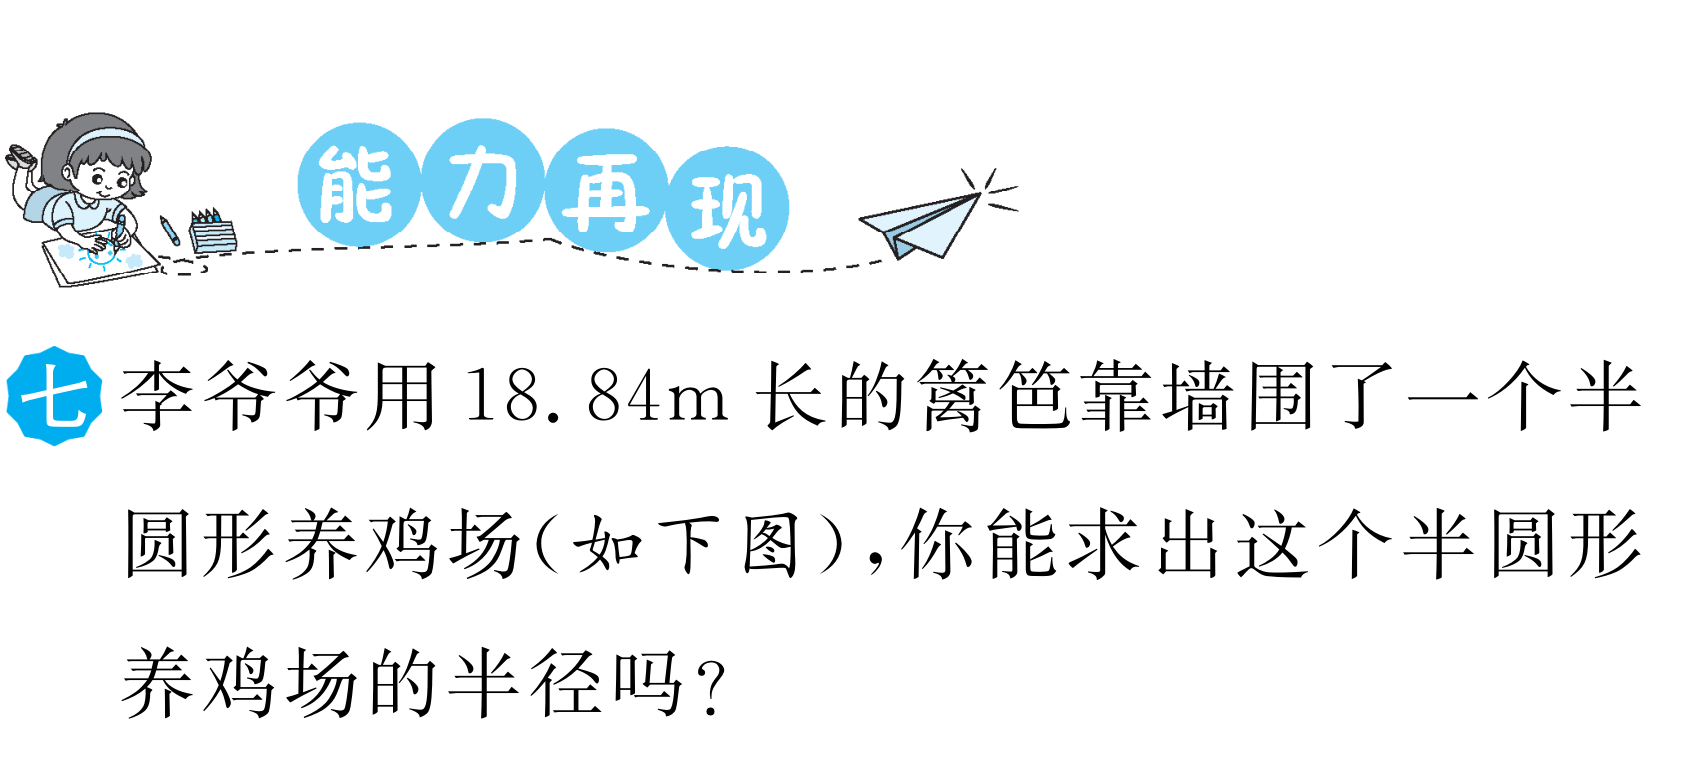 能力再现
七 李爷爷用18.84m长的篱笆靠墙围了一个半
圆形养鸡场(如下图),你能求出这个半圆形
养鸡场的半径吗?